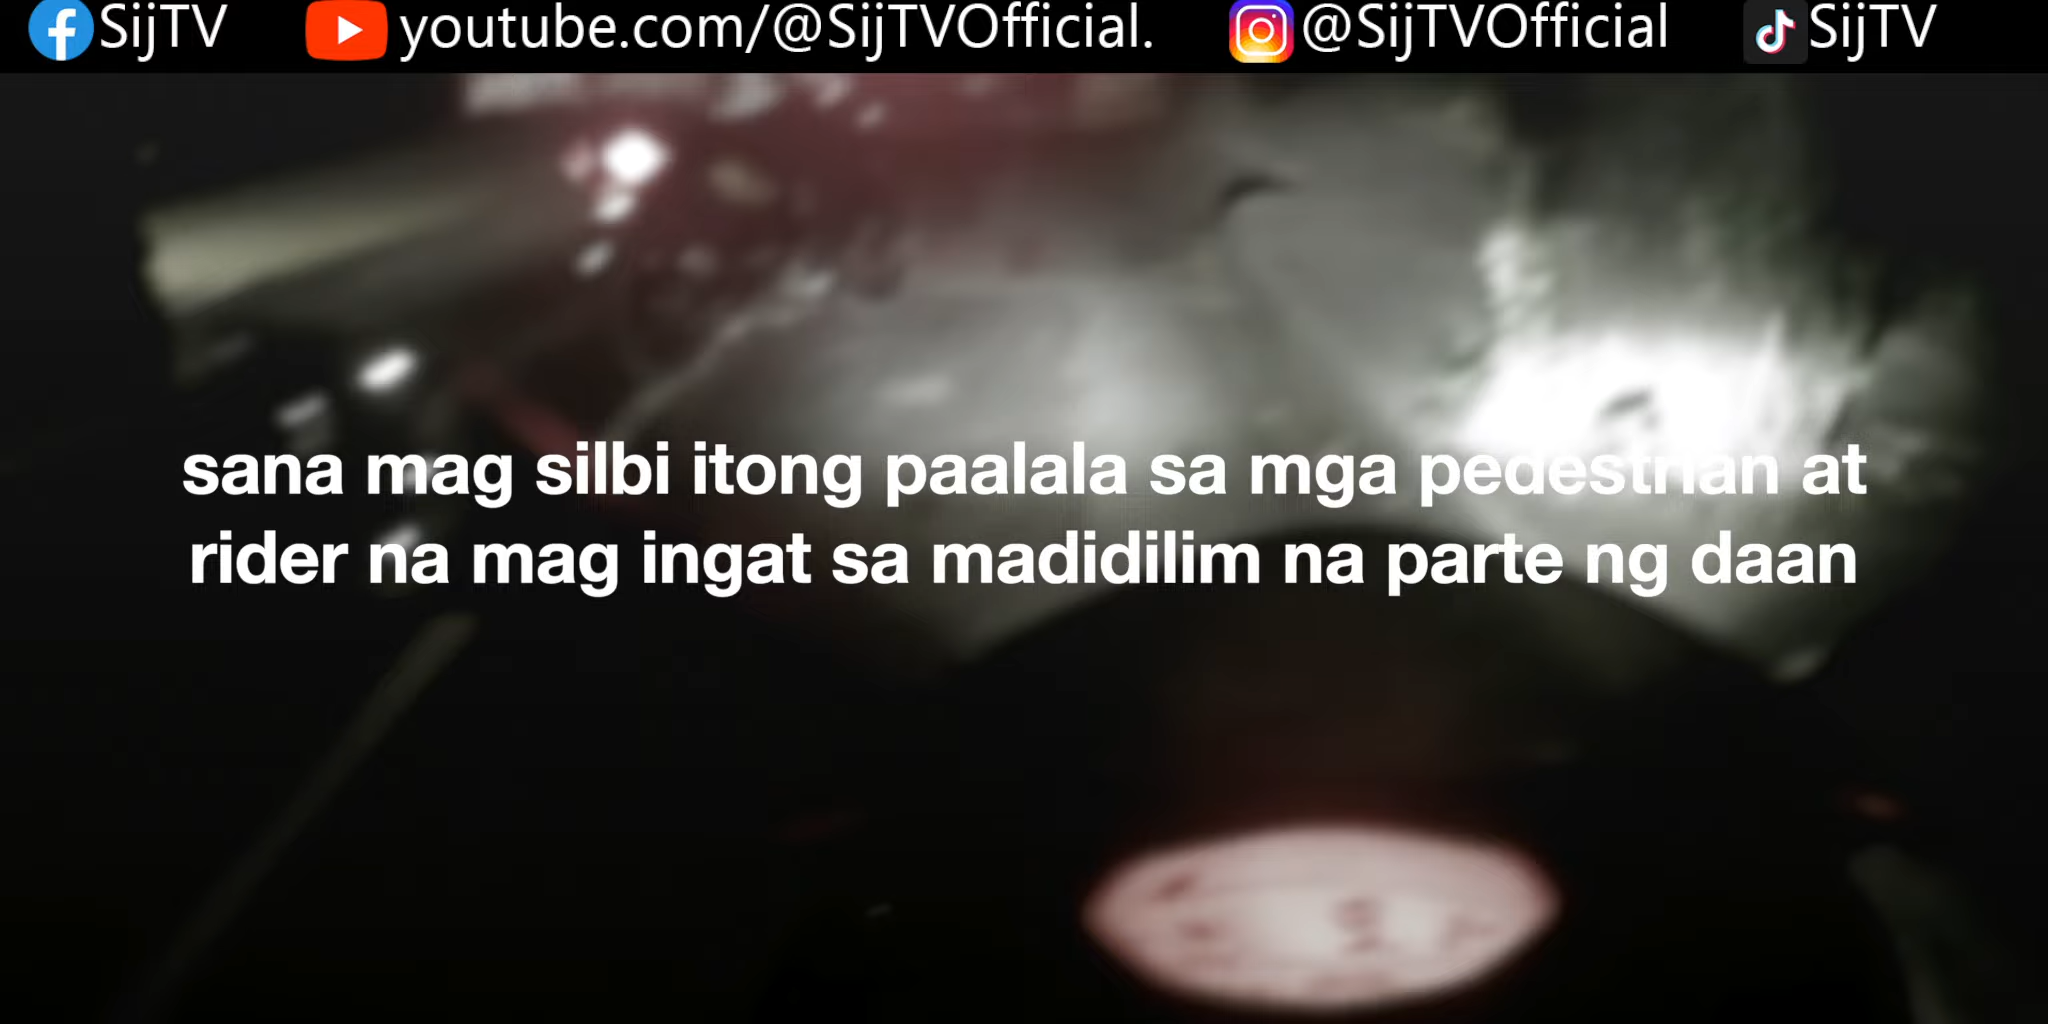 SijTV youtube.com/@SijTVOfficial. @SijTVOfficial SijTV
sana mag silbi itong paalala sa mga pedestrian at
rider na mag ingat sa madidilim na parte ng daan